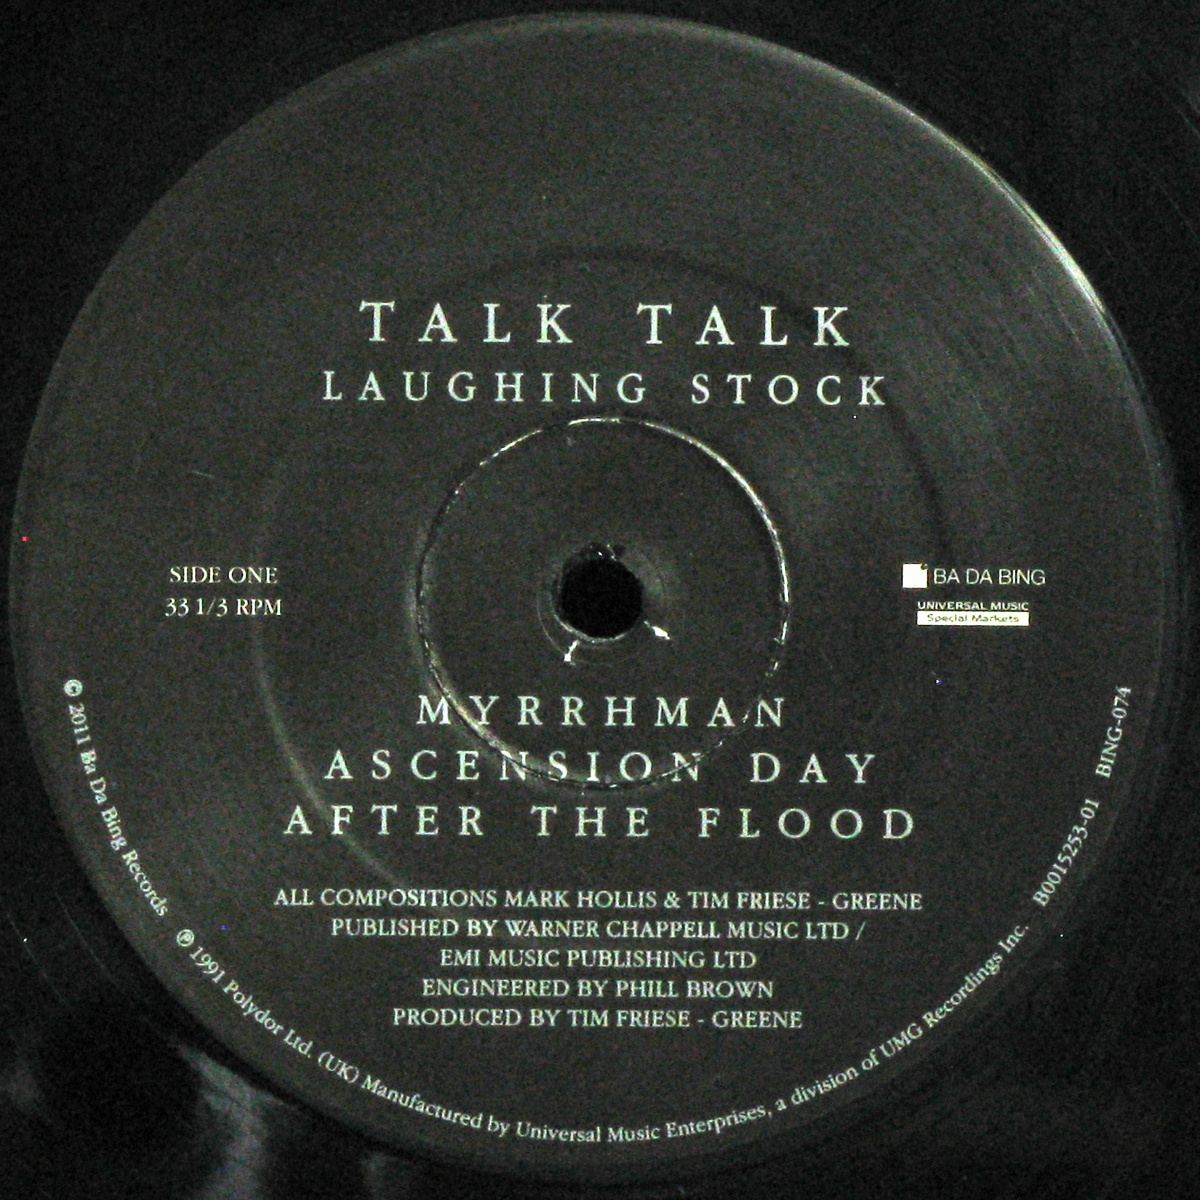 TALK TALK
LAUGHING STOCK
SIDE ONE
33 1/3 RPM
BA DA BING
UNIVERSAL MUSIC
Special Markets
MYRRHMAN
ASCENSION DAY
AFTER THE FLOOD
ALL COMPOSITIONS MARK HOLLIS & TIM FRIESE - GREENE
PUBLISHED BY WARNER CHAPPELL MUSIC LTD /
EMI MUSIC PUBLISHING LTD
ENGINEERED BY PHILL BROWN
PRODUCED BY TIM FRIESE - GREENE
© 2011 Ba Da Bing Records ℗ 1991 Polydor Ltd. (UK) Manufactured by Universal Music Enterprises, a division of UMG Recordings Inc. B0015253-01 BING-074